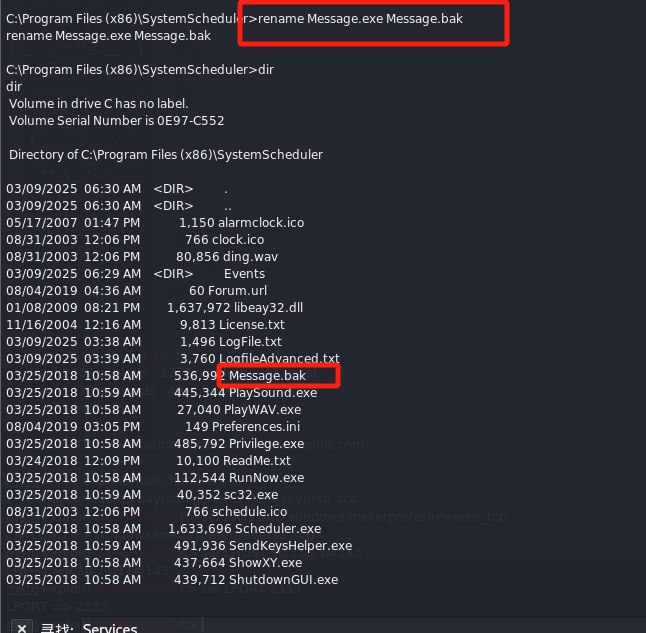 C:\Program Files (x86)\SystemScheduler>rename Message.exe Message.bak
rename Message.exe Message.bak
C:\Program Files (x86)\SystemScheduler>dir
dir
Volume in drive C has no label.
Volume Serial Number is 0E97-C552
Directory of C:\Program Files (x86)\SystemScheduler
03/09/2025 06:30 AM <DIR> .
03/09/2025 06:30 AM <DIR> ..
05/17/2007 01:47 PM 1,150 alarmclock.ico
08/31/2003 12:06 PM 766 clock.ico
08/31/2003 12:06 PM 80,856 ding.wav
03/09/2025 06:29 AM <DIR> Events
08/04/2019 04:36 AM 60 Forum.url
01/08/2009 08:21 PM 1,637,972 libeay32.dll
11/16/2004 12:16 AM 9,813 License.txt
03/09/2025 03:38 AM 1,496 LogFile.txt
03/09/2025 03:39 AM 3,760 LogfileAdvanced.txt
03/25/2018 10:58 AM 536,992 Message.bak
03/25/2018 10:59 AM 445,344 PlaySound.exe
03/25/2018 10:58 AM 27,040 PlayWAV.exe
08/04/2019 03:05 PM 149 Preferences.ini
03/25/2018 10:58 AM 485,792 Privilege.exe
03/24/2018 12:09 PM 10,100 ReadMe.txt
03/25/2018 10:58 AM 112,544 RunNow.exe
03/25/2018 10:59 AM 40,352 sc32.exe
08/31/2003 12:06 PM 766 schedule.ico
03/25/2018 10:58 AM 1,633,696 Scheduler.exe
03/25/2018 10:59 AM 491,936 SendKeysHelper.exe
03/25/2018 10:58 AM 437,664 ShowXY.exe
03/25/2018 10:58 AM 439,712 ShutdownGUI.exe
LPORT => 2333
寻找: Services